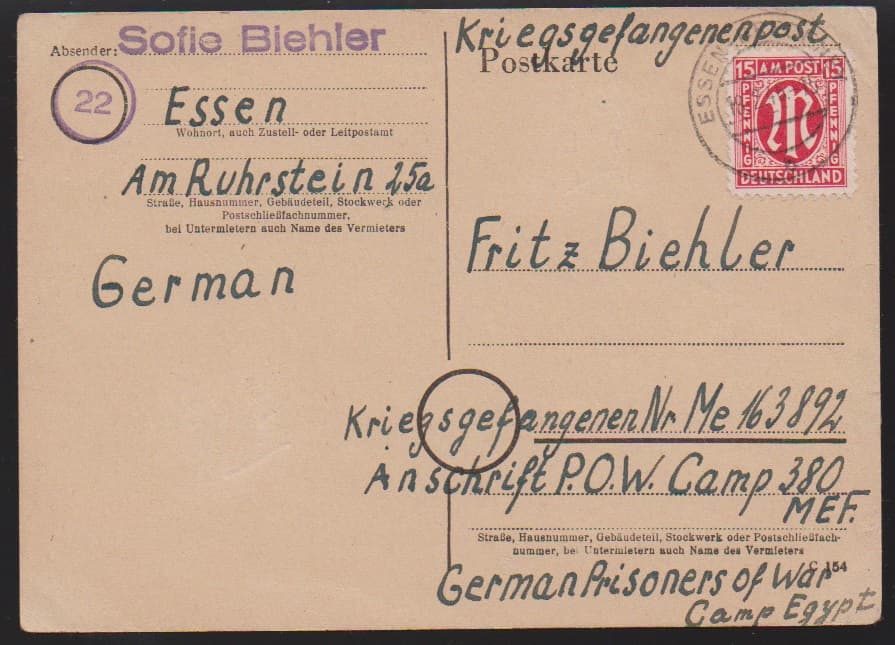 Absender: Sofie Biehler
22
Essen
Wohnort, auch Zustell- oder Leitpostamt
Am Ruhrstein 25a
Straße, Hausnummer, Gebäudeteil, Stockwerk oder
Postschließfachnummer,
bei Untermietern auch Name des Vermieters
German
Kriegsgefangenenpost
Postkarte
ESSEN
15 AM POST 15
PFENNIG PFENNIG
M
DEUTSCHLAND
Fritz Biehler
Kriegsgefangenen Nr Me 163892
Anschrift P.O.W. Camp 380
MEF.
Straße, Hausnummer, Gebäudeteil, Stockwerk oder Postschließfach-
nummer, bei Untermietern auch Name des Vermieters
C 154
German Prisoners of War
Camp Egypt